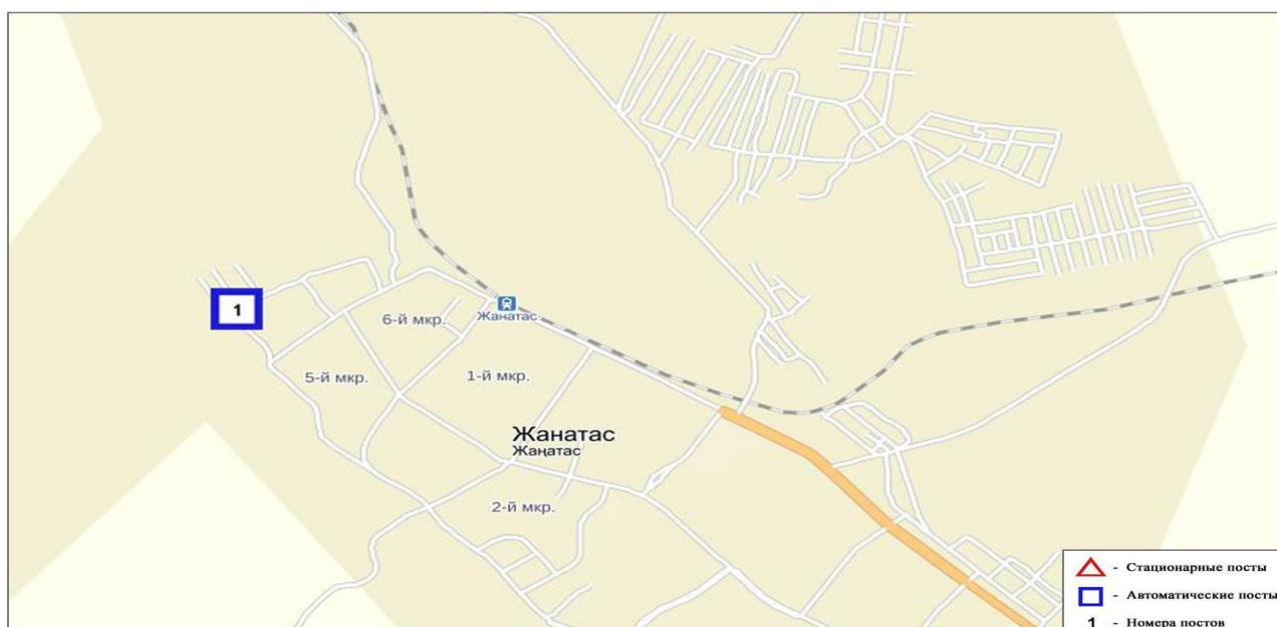 1
6-й мкр.
Жанатас
5-й мкр.
1-й мкр.
Жанатас
Жаңатас
2-й мкр.
- Стационарные посты
- Автоматические посты
1 - Номера постов